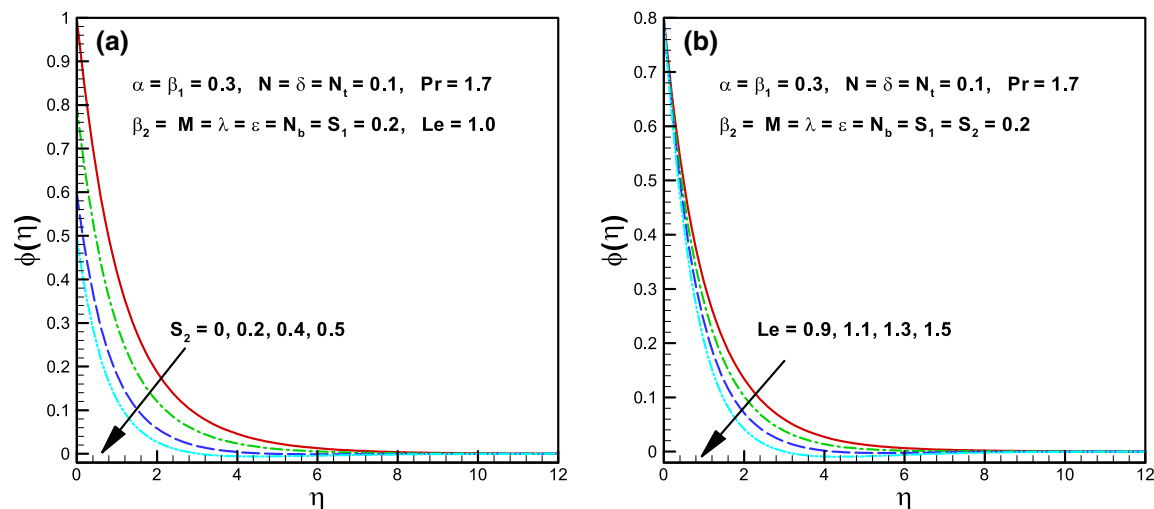 (a)
α = β₁ = 0.3, N = δ = Nₜ = 0.1, Pr = 1.7
β₂ = M = λ = ε = N_b = S₁ = 0.2, Le = 1.0
S₂ = 0, 0.2, 0.4, 0.5
1
0.9
0.8
0.7
0.6
0.5
0.4
0.3
0.2
0.1
0
ϕ(η)
0 2 4 6 8 10 12
η
(b)
α = β₁ = 0.3, N = δ = Nₜ = 0.1, Pr = 1.7
β₂ = M = λ = ε = N_b = S₁ = S₂ = 0.2
Le = 0.9, 1.1, 1.3, 1.5
0.8
0.7
0.6
0.5
0.4
0.3
0.2
0.1
0
ϕ(η)
0 2 4 6 8 10 12
η